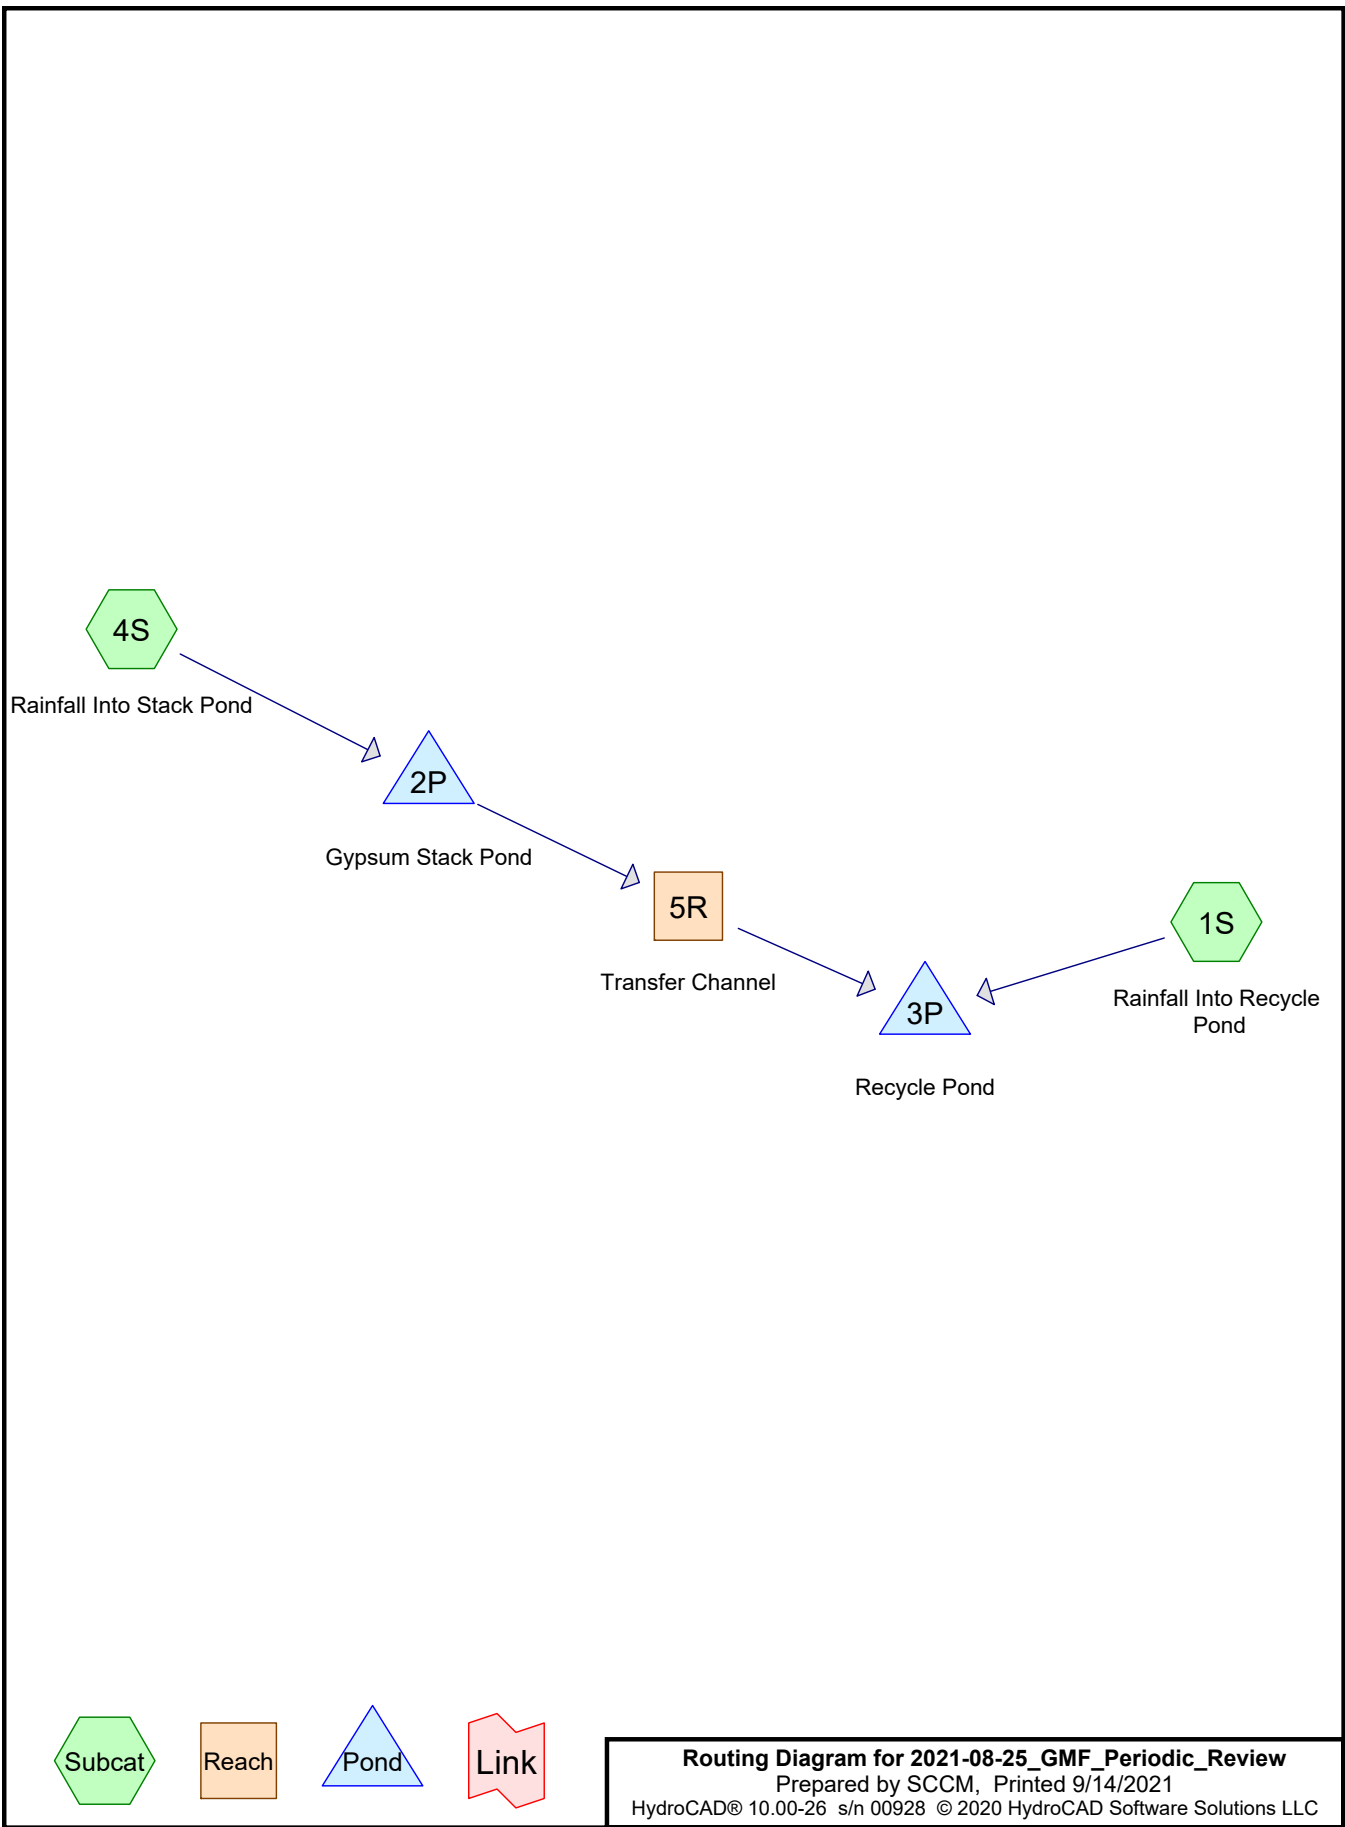 4S
Rainfall Into Stack Pond
2P
Gypsum Stack Pond
5R
Transfer Channel
1S
Rainfall Into Recycle
Pond
3P
Recycle Pond
Subcat
Reach
Pond
Link
Routing Diagram for 2021-08-25_GMF_Periodic_Review
Prepared by SCCM, Printed 9/14/2021
HydroCAD® 10.00-26 s/n 00928 © 2020 HydroCAD Software Solutions LLC